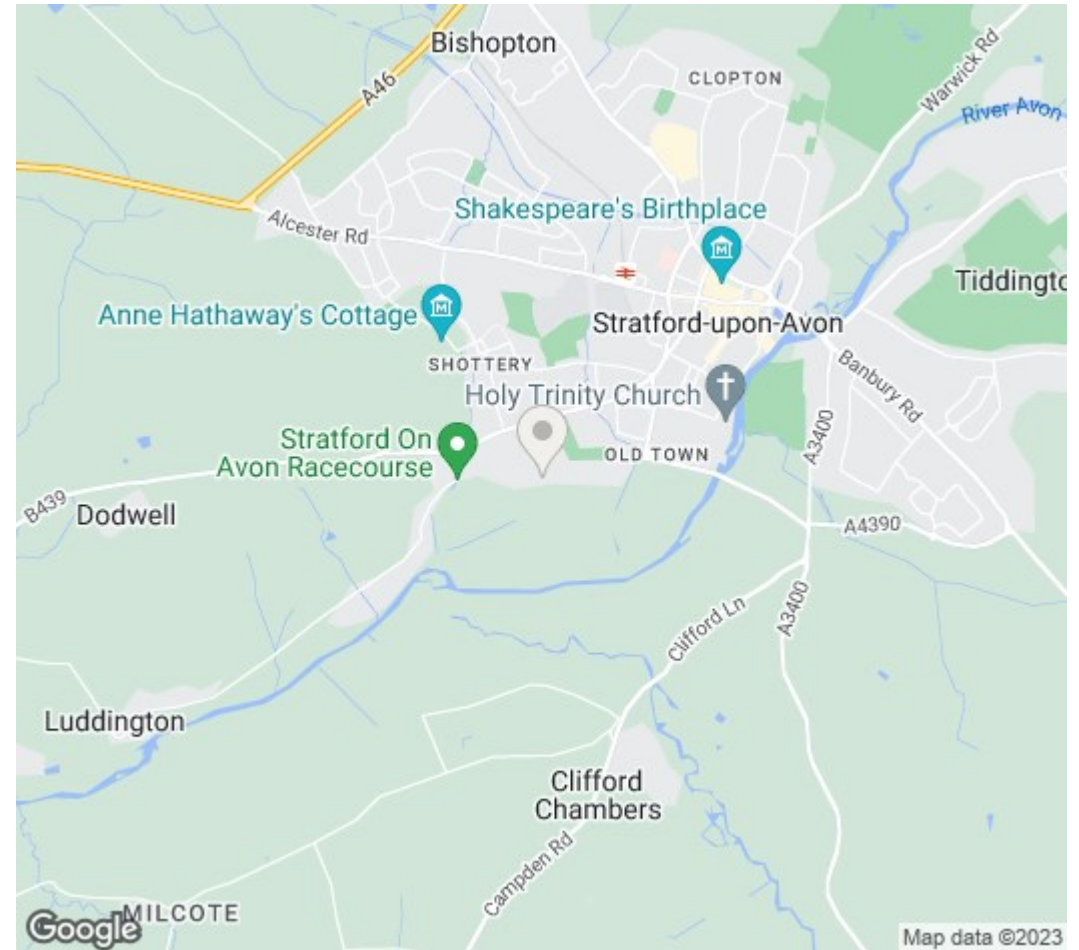 Bishopton
CLOPTON
A46
Warwick Rd
River Avon
Alcester Rd
Shakespeare's Birthplace
Tiddingto
Anne Hathaway's Cottage
Stratford-upon-Avon
SHOTTERY
Banbury Rd
Holy Trinity Church
A3400
Stratford On
Avon Racecourse
OLD TOWN
B439
Dodwell
A4390
A3400
Clifford Ln
Luddington
Clifford
Chambers
Campden Rd
MILCOTE
Google
Map data ©2023